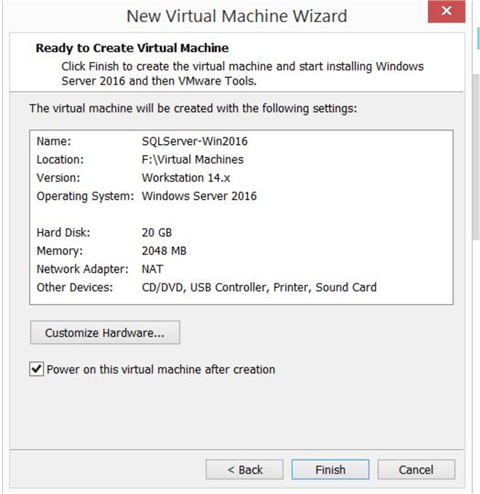 New Virtual Machine Wizard
Ready to Create Virtual Machine
Click Finish to create the virtual machine and start installing Windows
Server 2016 and then VMware Tools.
The virtual machine will be created with the following settings:
Name: SQLServer-Win2016
Location: F:\Virtual Machines
Version: Workstation 14.x
Operating System: Windows Server 2016
Hard Disk: 20 GB
Memory: 2048 MB
Network Adapter: NAT
Other Devices: CD/DVD, USB Controller, Printer, Sound Card
Customize Hardware...
Power on this virtual machine after creation
< Back Finish Cancel